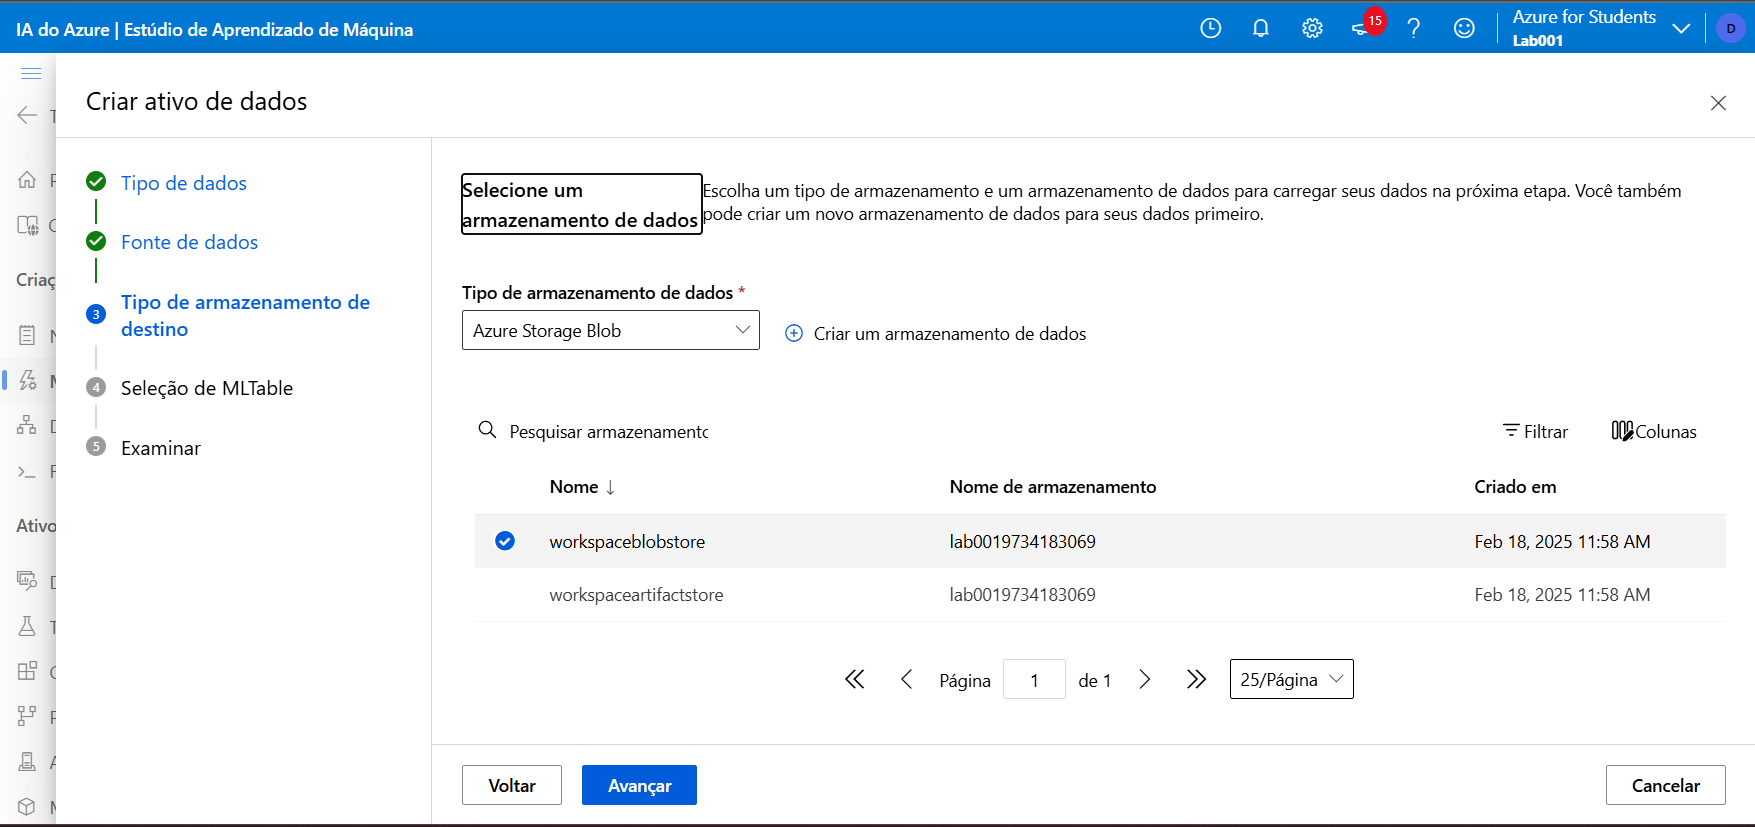 IA do Azure | Estúdio de Aprendizado de Máquina
15
Azure for Students
Lab001
D
Criar ativo de dados
Criaç
Ativo
Tipo de dados
Fonte de dados
3
Tipo de armazenamento de
destino
4
Seleção de MLTable
5
Examinar
Selecione um
armazenamento de dados
Escolha um tipo de armazenamento e um armazenamento de dados para carregar seus dados na próxima etapa. Você também
pode criar um novo armazenamento de dados para seus dados primeiro.
Tipo de armazenamento de dados *
Azure Storage Blob
Criar um armazenamento de dados
Pesquisar armazenamento
Filtrar
Colunas
Nome ↓
Nome de armazenamento
Criado em
workspaceblobstore
lab0019734183069
Feb 18, 2025 11:58 AM
workspaceartifactstore
lab0019734183069
Feb 18, 2025 11:58 AM
Página
1
de 1
25/Página
Voltar
Avançar
Cancelar